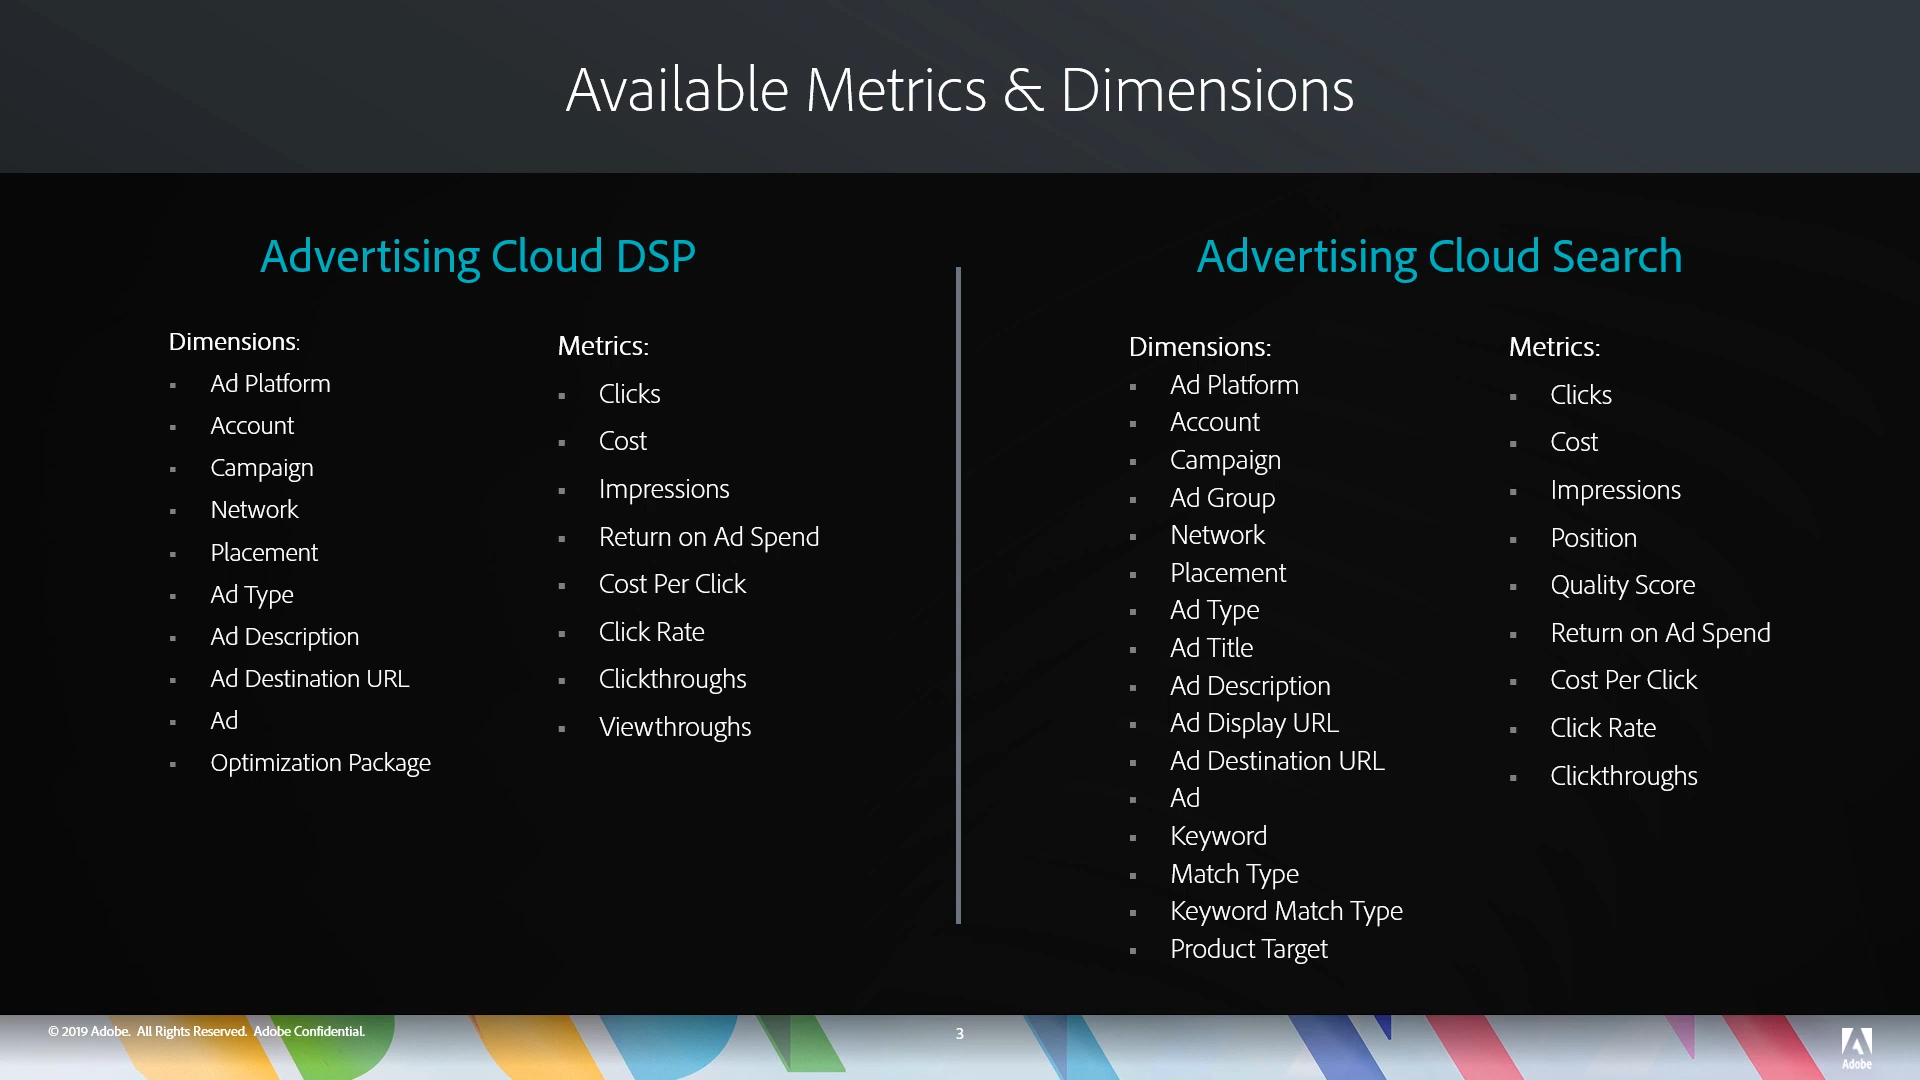 Available Metrics & Dimensions
Advertising Cloud DSP
Dimensions:
▪ Ad Platform
▪ Account
▪ Campaign
▪ Network
▪ Placement
▪ Ad Type
▪ Ad Description
▪ Ad Destination URL
▪ Ad
▪ Optimization Package
Metrics:
▪ Clicks
▪ Cost
▪ Impressions
▪ Return on Ad Spend
▪ Cost Per Click
▪ Click Rate
▪ Clickthroughs
▪ Viewthroughs
Advertising Cloud Search
Dimensions:
▪ Ad Platform
▪ Account
▪ Campaign
▪ Ad Group
▪ Network
▪ Placement
▪ Ad Type
▪ Ad Title
▪ Ad Description
▪ Ad Display URL
▪ Ad Destination URL
▪ Ad
▪ Keyword
▪ Match Type
▪ Keyword Match Type
▪ Product Target
Metrics:
▪ Clicks
▪ Cost
▪ Impressions
▪ Position
▪ Quality Score
▪ Return on Ad Spend
▪ Cost Per Click
▪ Click Rate
▪ Clickthroughs
© 2019 Adobe. All Rights Reserved. Adobe Confidential.
3
Adobe